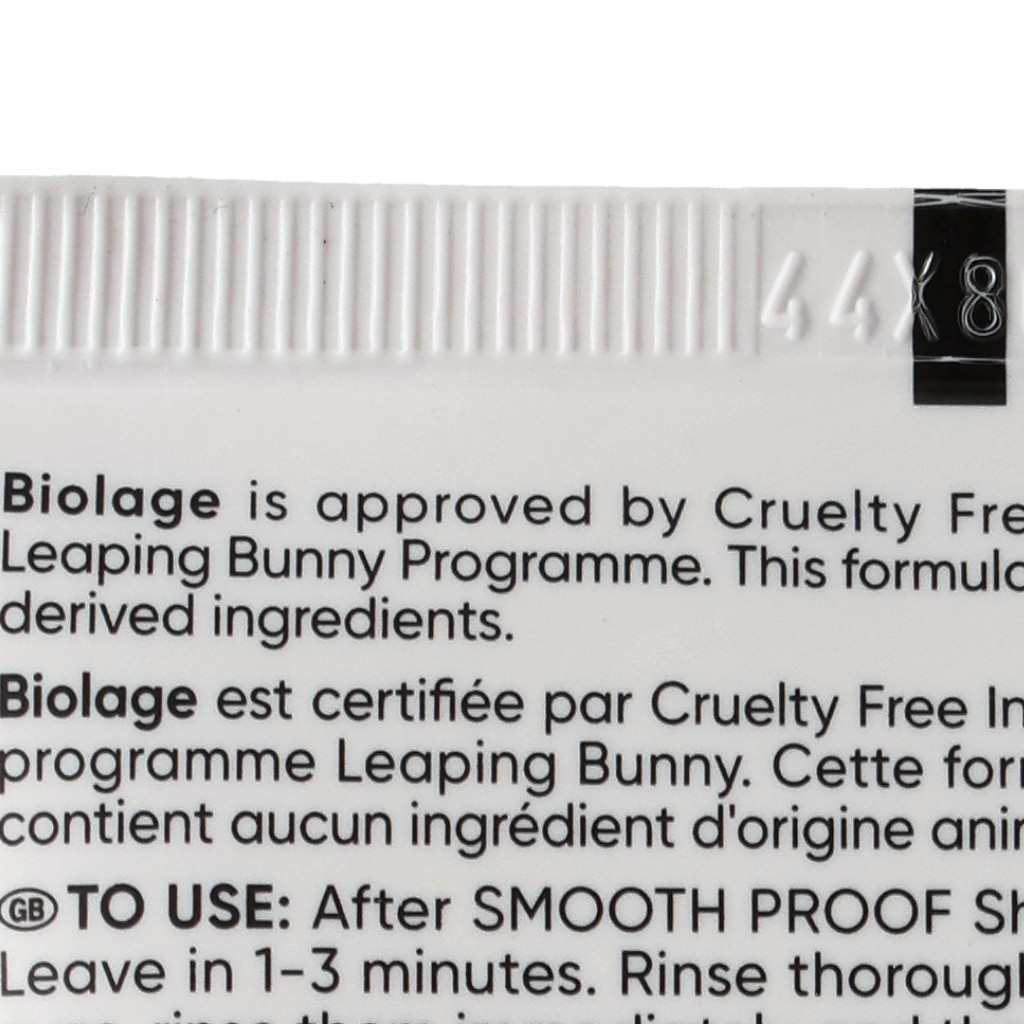 44X8
Biolage is approved by Cruelty Fre
Leaping Bunny Programme. This formula
derived ingredients.
Biolage est certifiée par Cruelty Free In
programme Leaping Bunny. Cette for
contient aucun ingrédient d'origine ani
GB TO USE: After SMOOTH PROOF Sh
Leave in 1-3 minutes. Rinse thorough